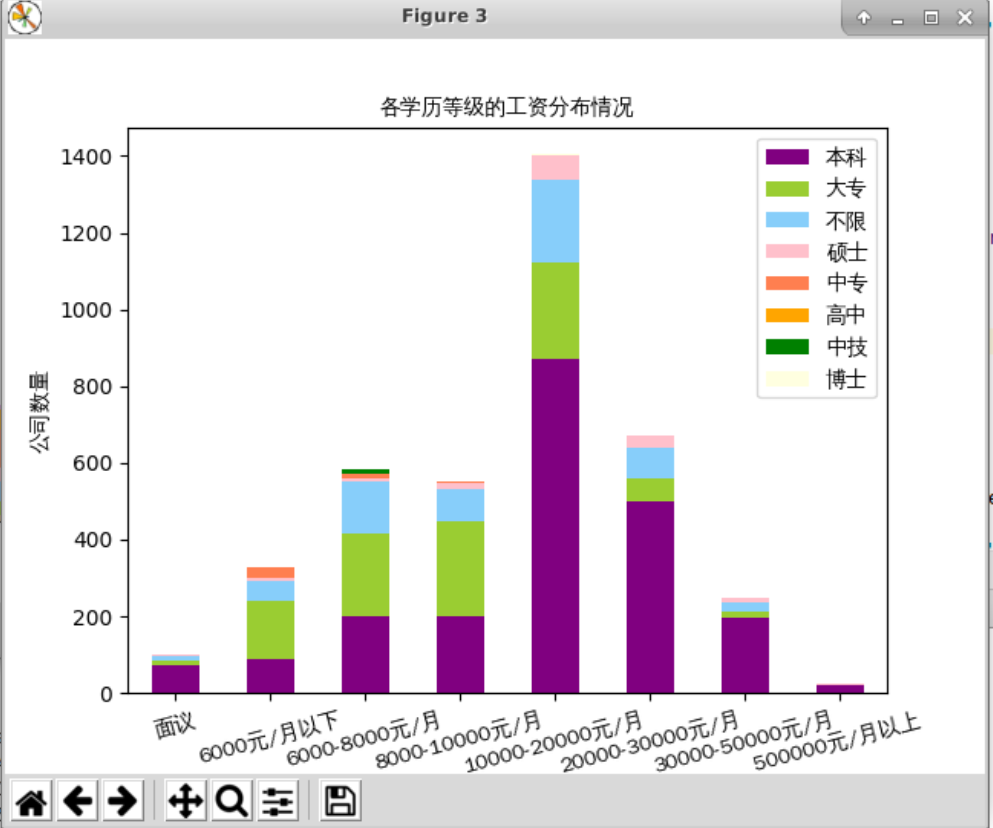 Figure 3
各学历等级的工资分布情况
1400
1200
1000
800
600
400
200
0
公司数量
本科
大专
不限
硕士
中专
高中
中技
博士
面议
6000元/月以下
6000-8000元/月
8000-10000元/月
10000-20000元/月
20000-30000元/月
30000-50000元/月
500000元/月以上